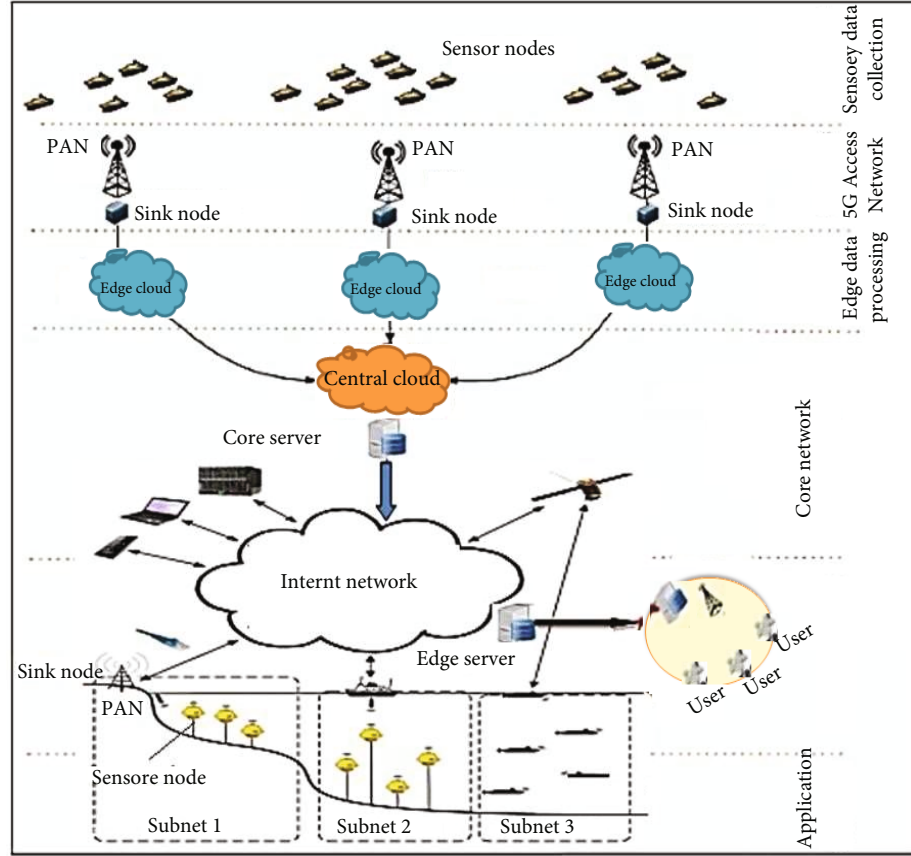 Sensor nodes
Sensoey data
collection
PAN
PAN
PAN
5G Access
Network
Sink node
Sink node
Sink node
Edge cloud
Edge cloud
Edge cloud
Edge data
processing
Central cloud
Core server
Core network
Internt network
Edge server
User
User
User
Sink node
PAN
Sensore node
Subnet 1
Subnet 2
Subnet 3
Application